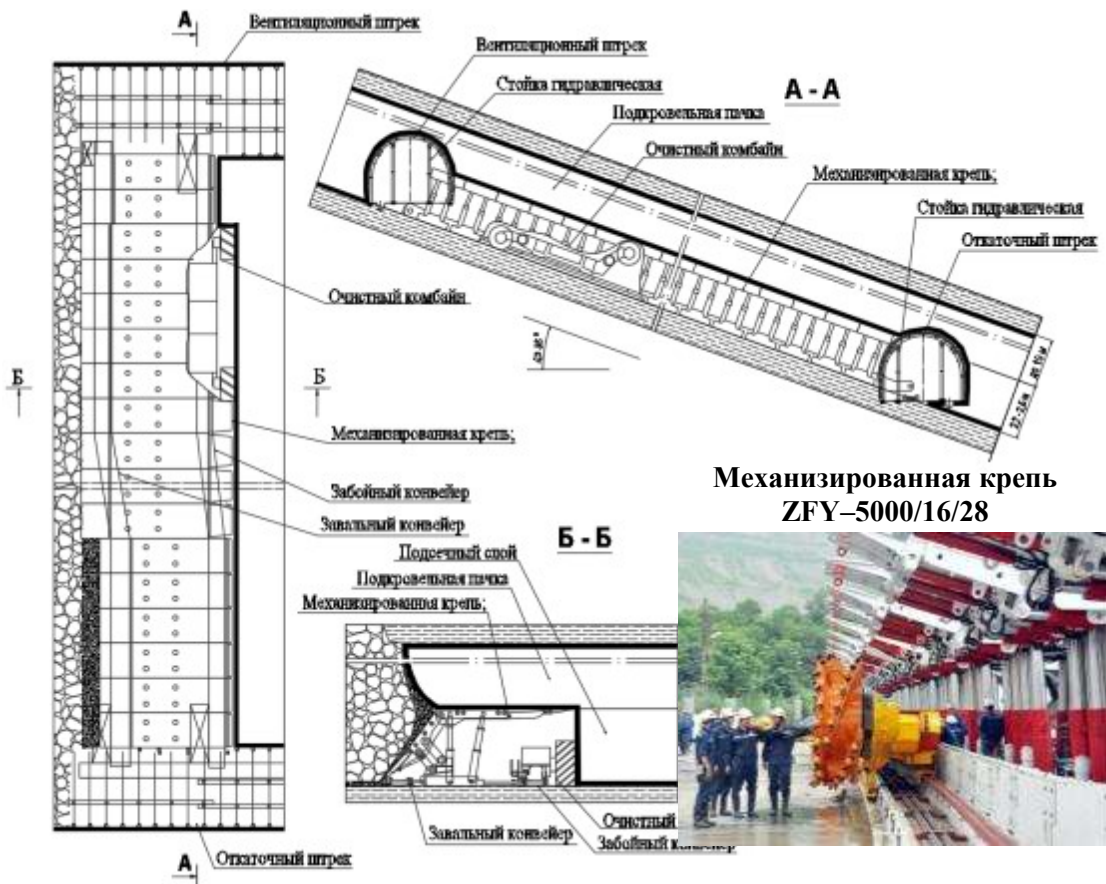 А
Вентиляционный штрек
Б
Б
Очистный комбайн
Механизированная крепь;
Забойный конвейер
Завальный конвейер
Откаточный штрек
А
А - А
Вентиляционный штрек
Стойка гидравлическая
Подкровельная пачка
Очистный комбайн
Механизированная крепь;
Стойка гидравлическая
Откаточный штрек
Б - Б
Подсечный слой
Подкровельная пачка
Механизированная крепь;
Завальный конвейер
Очистный
Забойный конвейер
Механизированная крепь
ZFY–5000/16/28